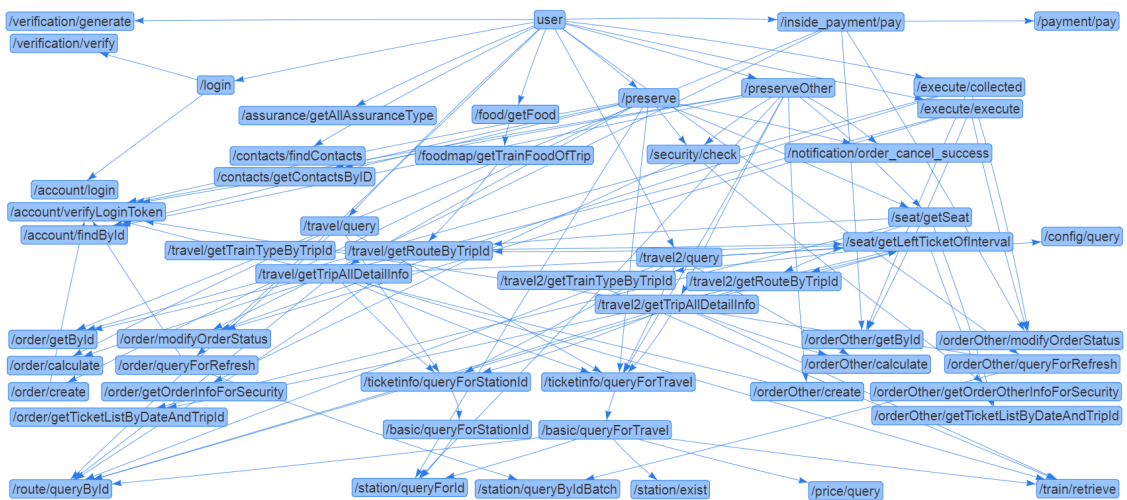 /verification/generate
user
/inside_payment/pay
/payment/pay
/verification/verify
/login
/preserveOther
/execute/collected
/preserve
/execute/execute
/assurance/getAllAssuranceType
/food/getFood
/contacts/findContacts
/foodmap/getTrainFoodOfTrip
/security/check
/notification/order_cancel_success
/contacts/getContactsByID
/account/login
/account/verifyLoginToken
/seat/getSeat
/account/findById
/travel/query
/seat/getLeftTicketOfInterval
/config/query
/travel/getTrainTypeByTripId
/travel/getRouteByTripId
/travel2/query
/travel/getTripAllDetailInfo
/travel2/getTrainTypeByTripId
/travel2/getRouteByTripId
/travel2/getTripAllDetailInfo
/order/getById
/order/modifyOrderStatus
/orderOther/getById
/orderOther/modifyOrderStatus
/order/calculate
/order/queryForRefresh
/orderOther/calculate
/orderOther/queryForRefresh
/ticketinfo/queryForStationId
/ticketinfo/queryForTravel
/order/create
/order/getOrderInfoForSecurity
/orderOther/create
/orderOther/getOrderOtherInfoForSecurity
/order/getTicketListByDateAndTripId
/orderOther/getTicketListByDateAndTripId
/basic/queryForStationId
/basic/queryForTravel
/route/queryById
/station/queryForId
/station/queryByIdBatch
/station/exist
/price/query
/train/retrieve